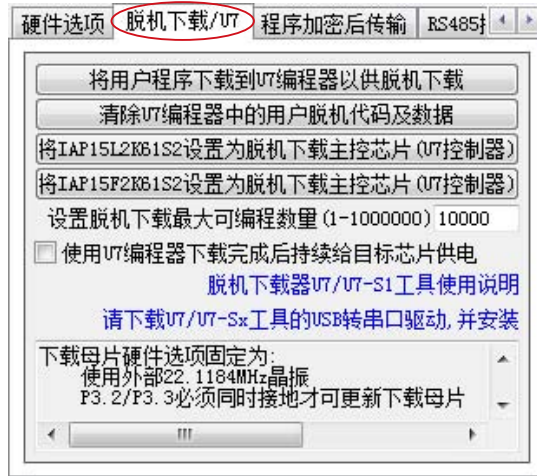 硬件选项 脱机下载/U7 程序加密后传输 RS485
将用户程序下载到U7编程器以供脱机下载
清除U7编程器中的用户脱机代码及数据
将IAP15L2K61S2设置为脱机下载主控芯片(U7控制器)
将IAP15F2K61S2设置为脱机下载主控芯片(U7控制器)
设置脱机下载最大可编程数量(1-1000000) 10000
使用U7编程器下载完成后持续给目标芯片供电
脱机下载器U7/U7-S1工具使用说明
请下载U7/U7-Sx工具的USB转串口驱动,并安装
下载母片硬件选项固定为:
使用外部22.1184MHz晶振
P3.2/P3.3必须同时接地才可更新下载母片